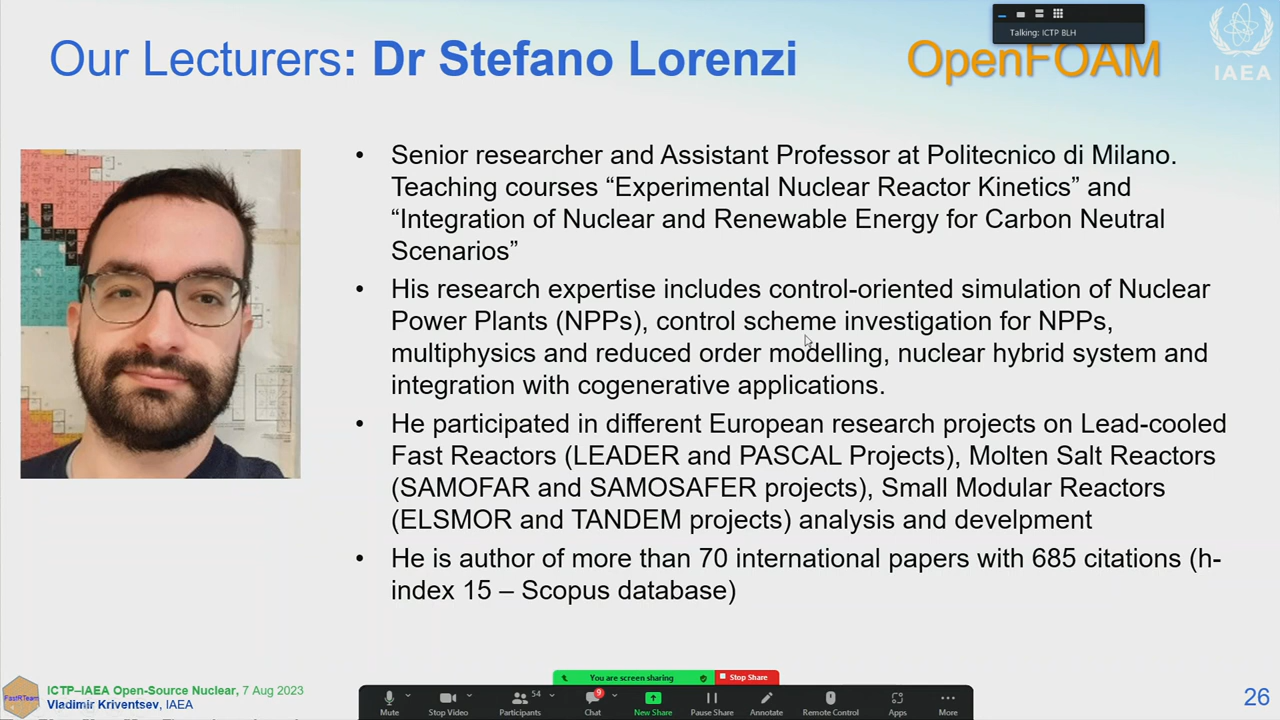 Talking: ICTP BLH
Our Lecturers: Dr Stefano Lorenzi
OpenFOAM
IAEA
• Senior researcher and Assistant Professor at Politecnico di Milano.
Teaching courses “Experimental Nuclear Reactor Kinetics” and
“Integration of Nuclear and Renewable Energy for Carbon Neutral
Scenarios”
• His research expertise includes control-oriented simulation of Nuclear
Power Plants (NPPs), control scheme investigation for NPPs,
multiphysics and reduced order modelling, nuclear hybrid system and
integration with cogenerative applications.
• He participated in different European research projects on Lead-cooled
Fast Reactors (LEADER and PASCAL Projects), Molten Salt Reactors
(SAMOFAR and SAMOSAFER projects), Small Modular Reactors
(ELSMOR and TANDEM projects) analysis and develpment
• He is author of more than 70 international papers with 685 citations (h-
index 15 – Scopus database)
You are screen sharing
Stop Share
FastRTeam
ICTP–IAEA Open-Source Nuclear, 7 Aug 2023
Vladimir Kriventsev, IAEA
54
9
Mute
Stop Video
Participants
Chat
New Share
Pause Share
Annotate
Remote Control
Apps
More
26